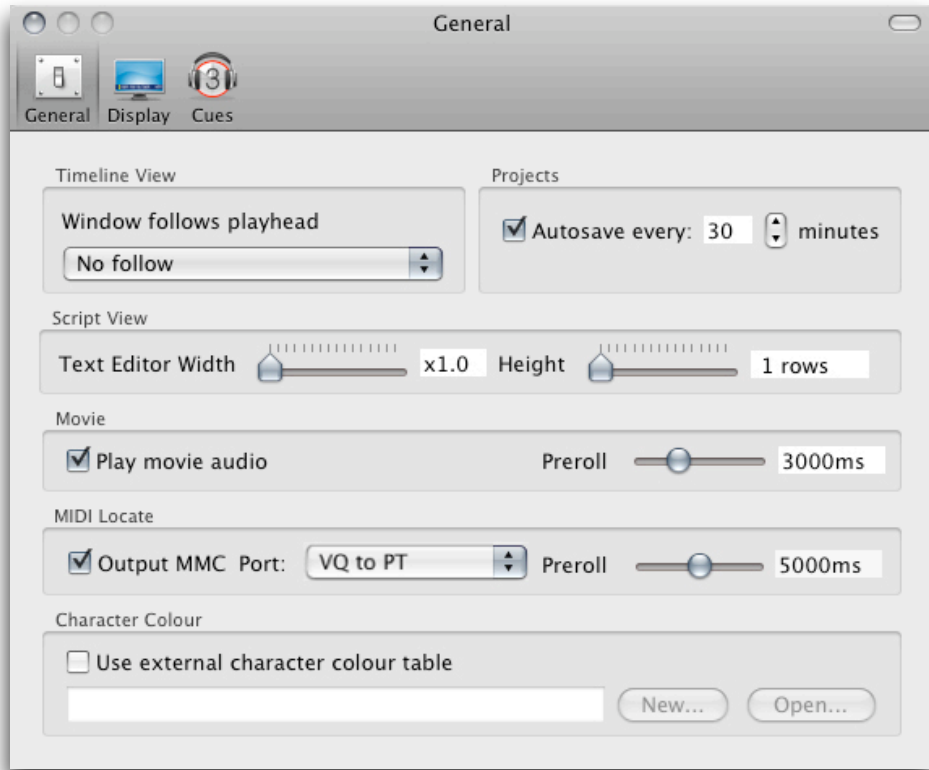 General
General Display Cues
3
Timeline View
Window follows playhead
No follow
Projects
Autosave every: 30 minutes
Script View
Text Editor Width x1.0 Height 1 rows
Movie
Play movie audio Preroll 3000ms
MIDI Locate
Output MMC Port: VQ to PT Preroll 5000ms
Character Colour
Use external character colour table
New... Open...